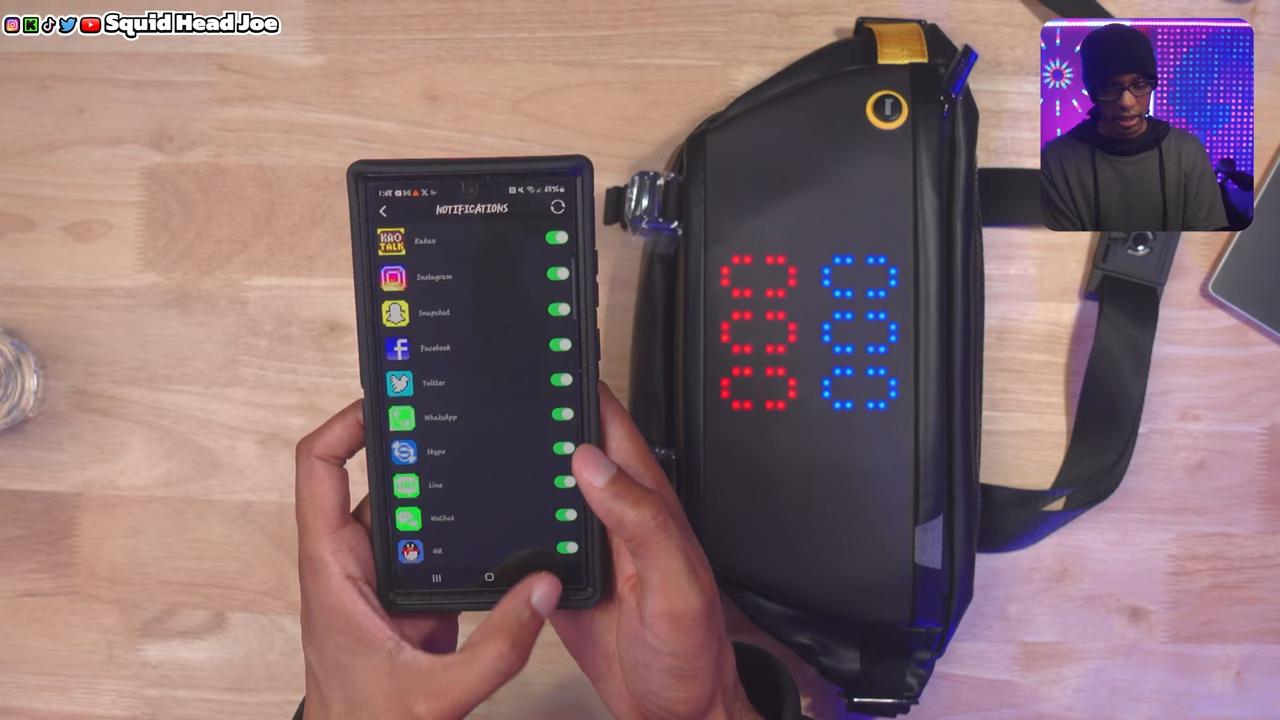 Squid Head Joe
NOTIFICATIONS
KAO
TALK
Kakao
Instagram
Snapchat
Facebook
Twitter
WhatsApp
Skype
Line
WeChat
QQ